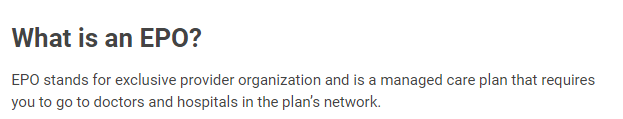 What is an EPO?
EPO stands for exclusive provider organization and is a managed care plan that requires
you to go to doctors and hospitals in the plan’s network.